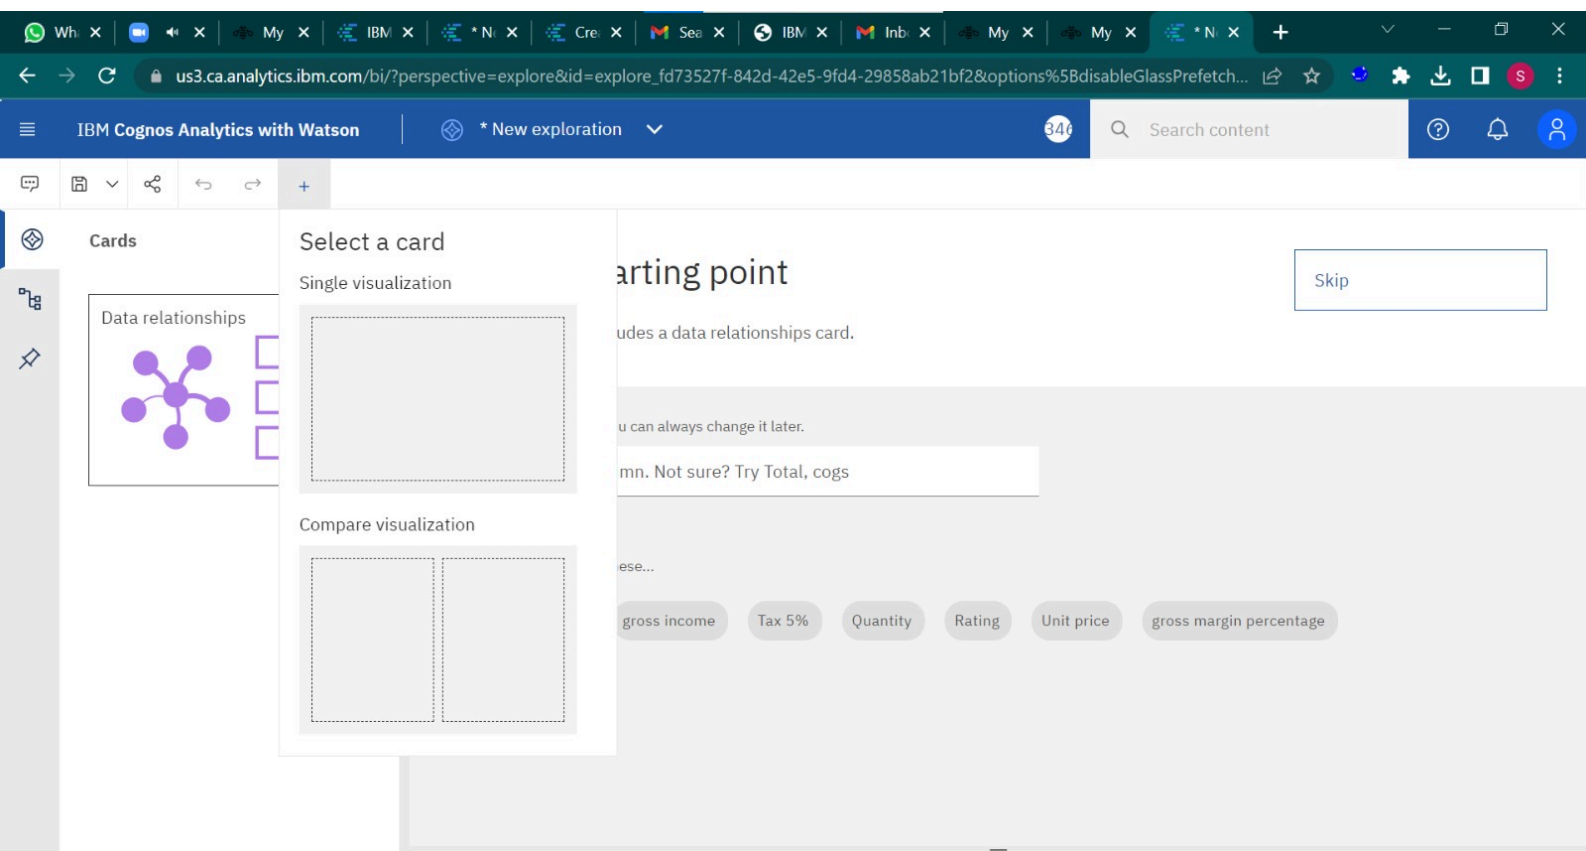 Wh My IBM * N Cre Sea IBM Inb My My * N
us3.ca.analytics.ibm.com/bi/?perspective=explore&id=explore_fd73527f-842d-42e5-9fd4-29858ab21bf2&options%5BdisableGlassPrefetch... S
IBM Cognos Analytics with Watson * New exploration 346 Search content
Cards
Data relationships
Select a card
Single visualization
Compare visualization
arting point
Skip
udes a data relationships card.
u can always change it later.
mn. Not sure? Try Total, cogs
ese...
gross income Tax 5% Quantity Rating Unit price gross margin percentage